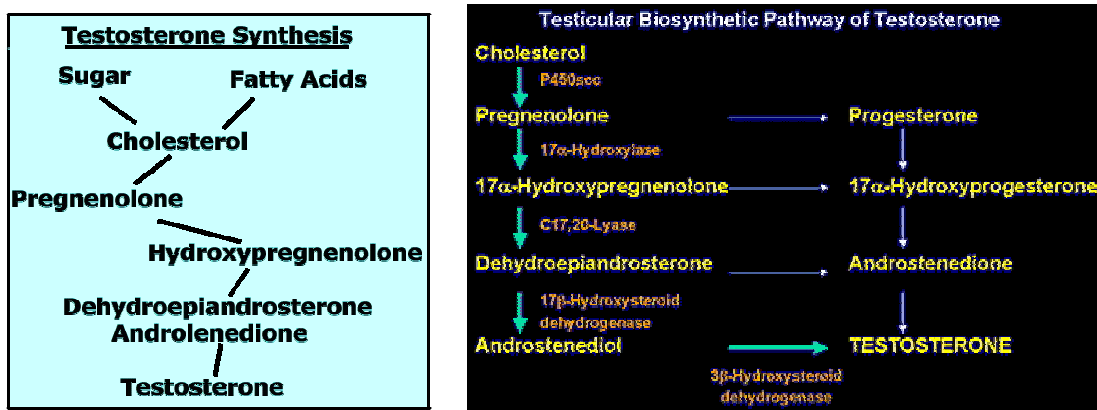 Testosterone Synthesis
Sugar
Fatty Acids
Cholesterol
Pregnenolone
Hydroxypregnenolone
Dehydroepiandrosterone
Androlenedione
Testosterone
Testicular Biosynthetic Pathway of Testosterone
Cholesterol
P450scc
Pregnenolone
Progesterone
17α-Hydroxylase
17α-Hydroxypregnenolone
17α-Hydroxyprogesterone
C17,20-Lyase
Dehydroepiandrosterone
Androstenedione
17β-Hydroxysteroid
dehydrogenase
Androstenediol
TESTOSTERONE
3β-Hydroxysteroid
dehydrogenase